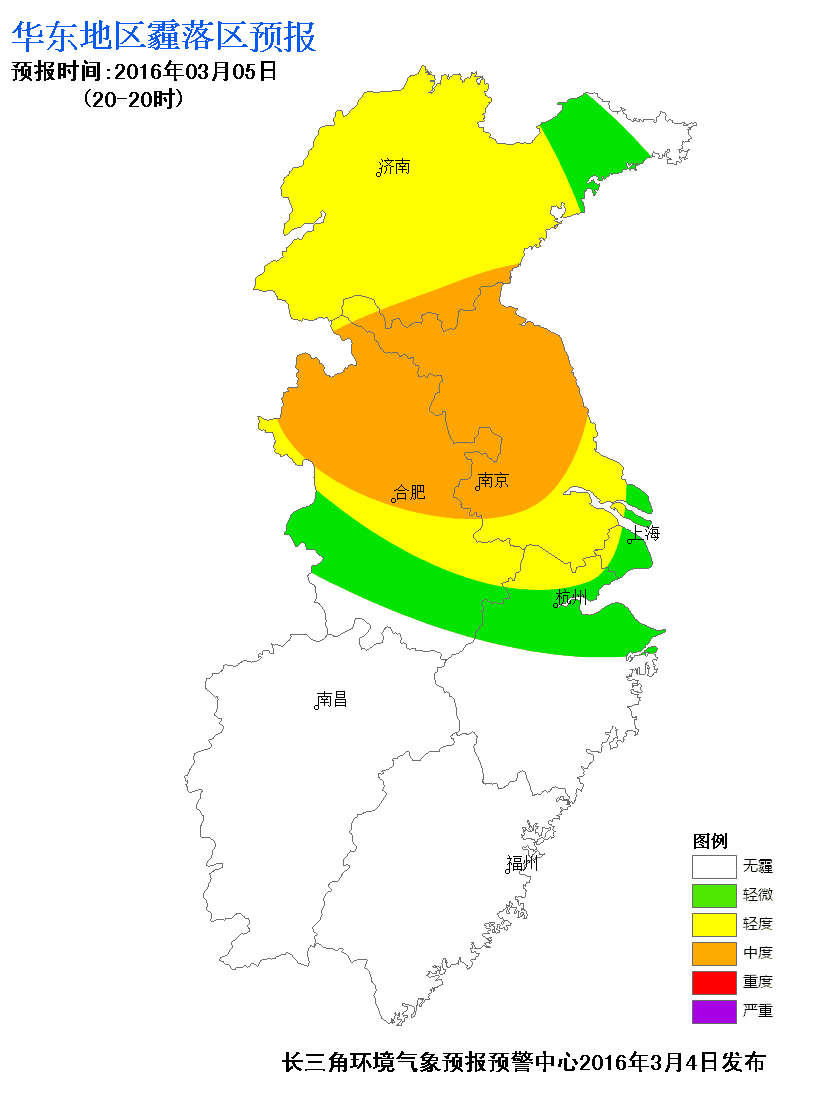 华东地区霾落区预报
预报时间:2016年03月05日
(20-20时)
济南
合肥
南京
上海
杭州
南昌
福州
图例
无霾
轻微
轻度
中度
重度
严重
长三角环境气象预报预警中心2016年3月4日发布